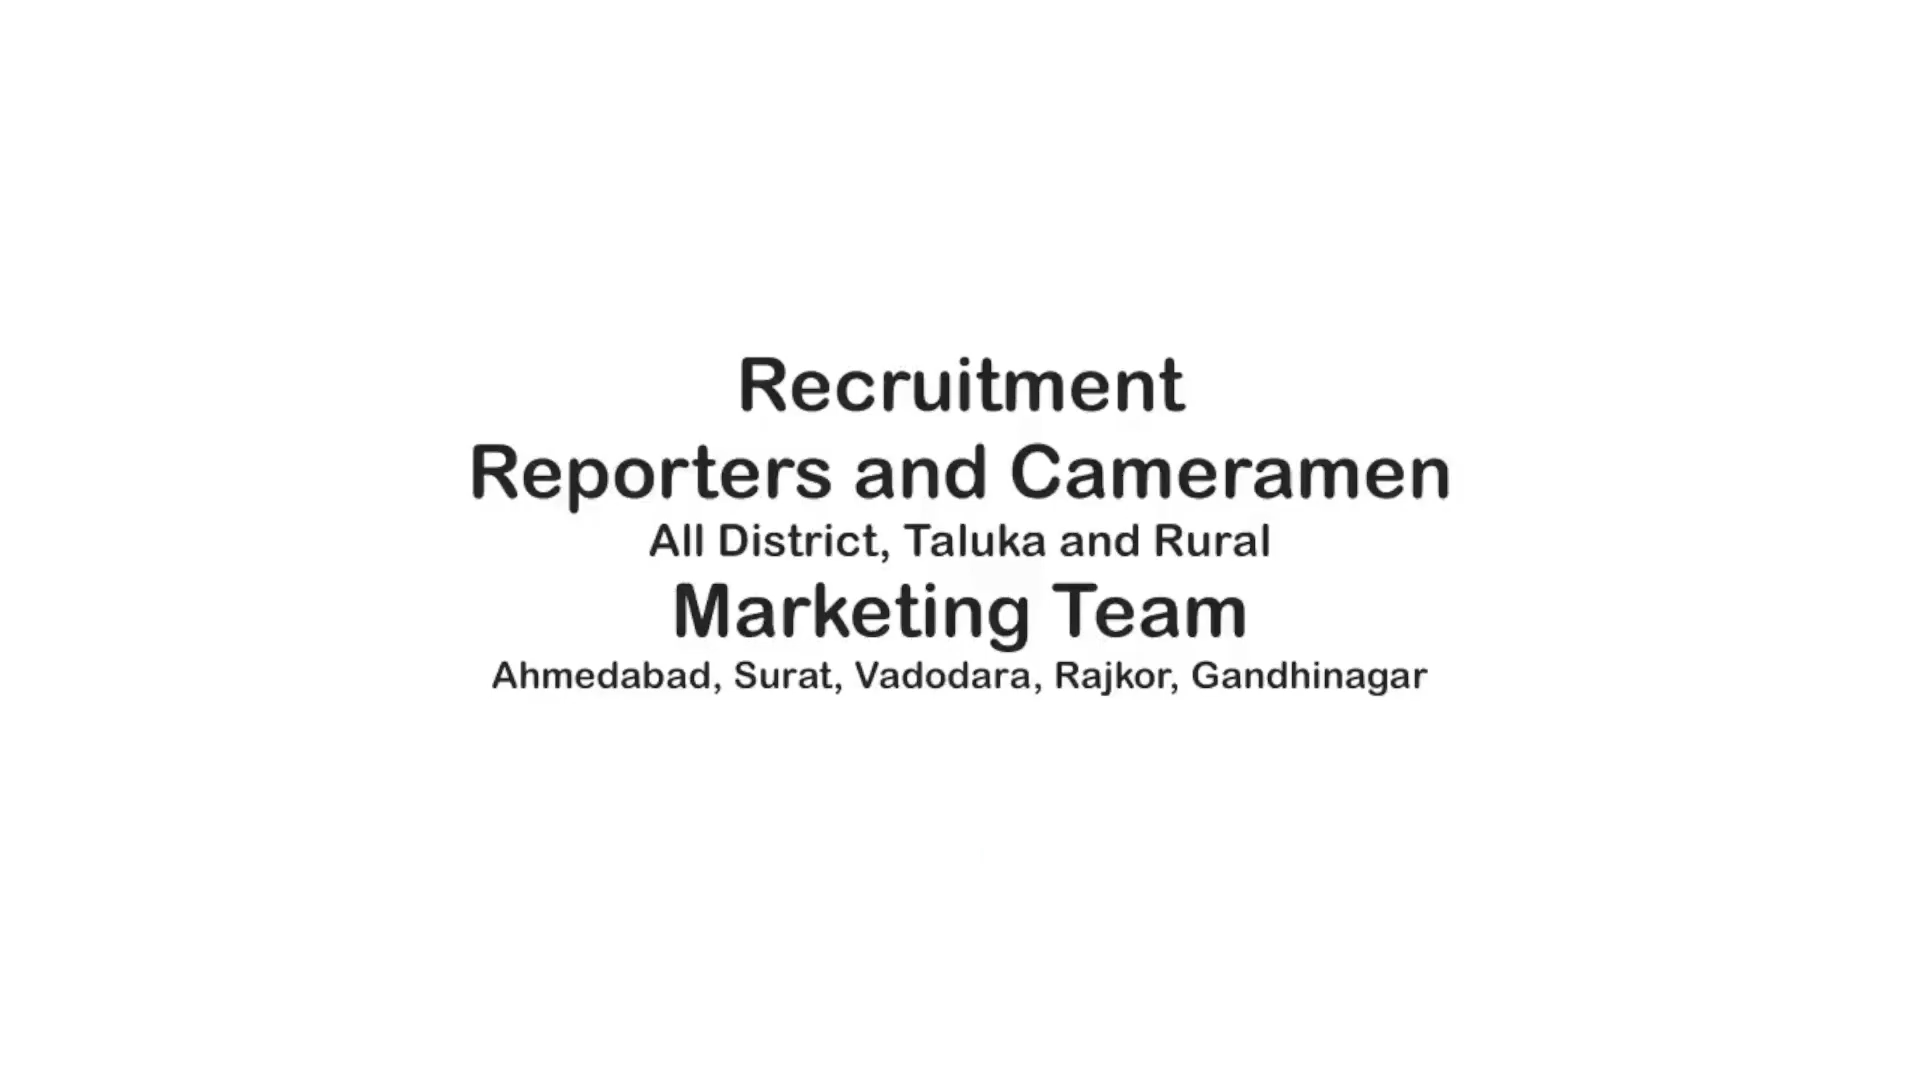 Recruitment
Reporters and Cameramen
All District, Taluka and Rural
Marketing Team
Ahmedabad, Surat, Vadodara, Rajkor, Gandhinagar